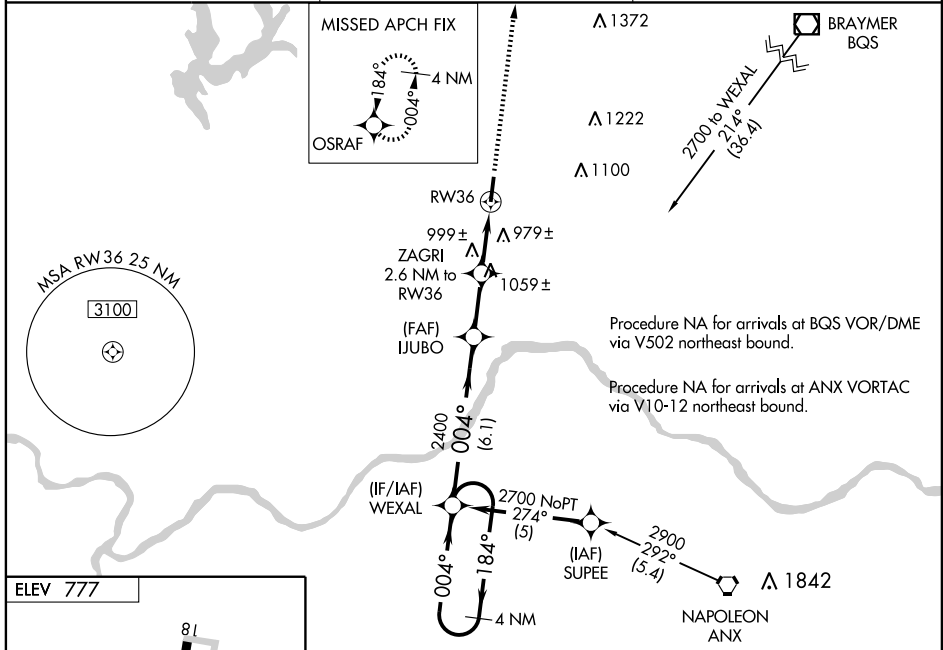 MISSED APCH FIX
184°
4 NM
004°
OSRAF
1372
BRAYMER
BQS
2700 to WEXAL
214°
(36.4)
1222
1100
RW36
999±
979±
ZAGRI
2.6 NM to
RW36
1059±
MSA RW36 25 NM
3100
(FAF)
IJUBO
Procedure NA for arrivals at BQS VOR/DME
via V502 northeast bound.
Procedure NA for arrivals at ANX VORTAC
via V10-12 northeast bound.
2400
004°
(6.1)
(IF/IAF)
WEXAL
2700 NoPT
274°
(5)
(IAF)
SUPEE
2900
292°
(5.4)
004°
184°
4 NM
1842
NAPOLEON
ANX
ELEV 777
18